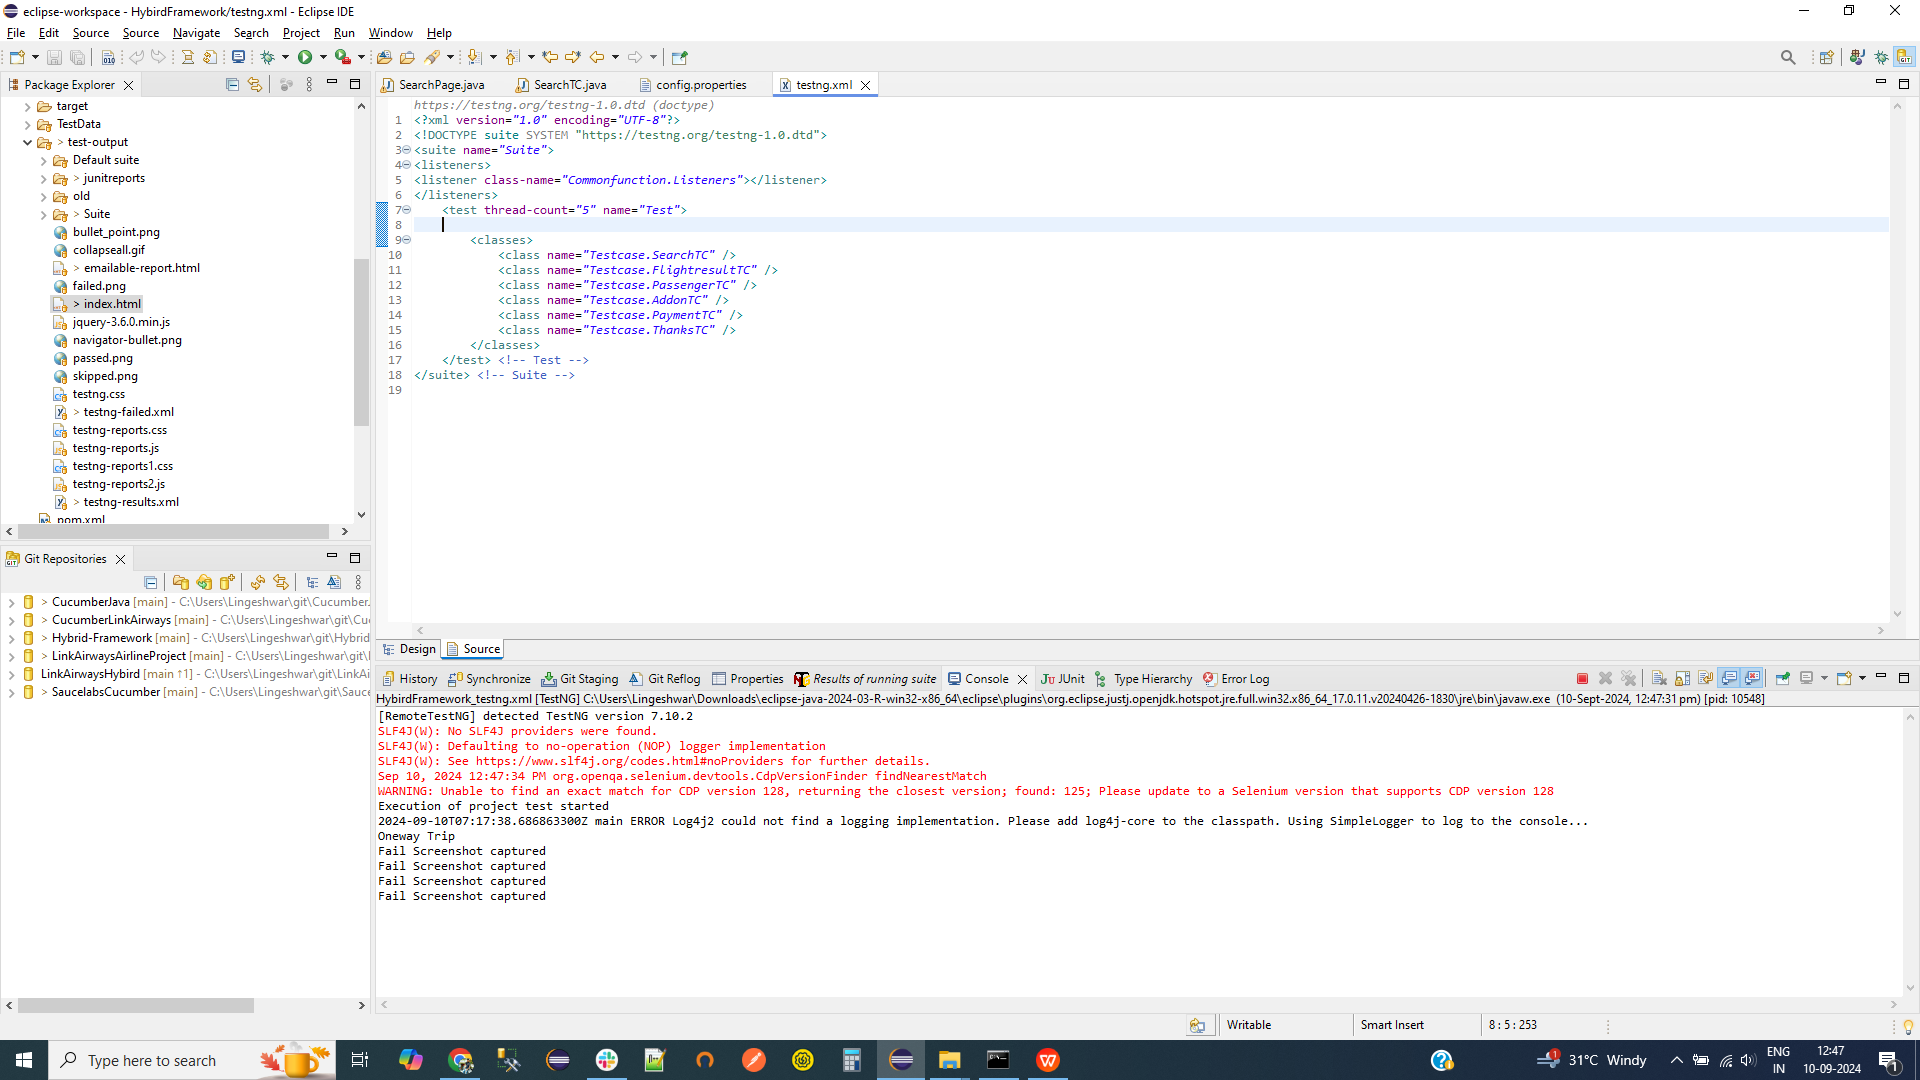 eclipse-workspace - HybirdFramework/testng.xml - Eclipse IDE
File Edit Source Source Navigate Search Project Run Window Help
Package Explorer
target
TestData
> test-output
Default suite
> junitreports
old
> Suite
bullet_point.png
collapseall.gif
> emailable-report.html
failed.png
> index.html
jquery-3.6.0.min.js
navigator-bullet.png
passed.png
skipped.png
testng.css
> testng-failed.xml
testng-reports.css
testng-reports.js
testng-reports1.css
testng-reports2.js
> testng-results.xml
pom.xml
Git Repositories
> CucumberJava [main] - C:\Users\Lingeshwar\git\Cucumber.
> CucumberLinkAirways [main] - C:\Users\Lingeshwar\git\Cu
> Hybrid-Framework [main] - C:\Users\Lingeshwar\git\Hybrid
> LinkAirwaysAirlineProject [main] - C:\Users\Lingeshwar\git\
LinkAirwaysHybird [main ↑1] - C:\Users\Lingeshwar\git\LinkAi
> SaucelabsCucumber [main] - C:\Users\Lingeshwar\git\Sauce
SearchPage.java SearchTC.java config.properties testng.xml
https://testng.org/testng-1.0.dtd (doctype)
1 <?xml version="1.0" encoding="UTF-8"?>
2 <!DOCTYPE suite SYSTEM "https://testng.org/testng-1.0.dtd">
3 <suite name="Suite">
4 <listeners>
5 <listener class-name="Commonfunction.Listeners"></listener>
6 </listeners>
7 <test thread-count="5" name="Test">
8
9 <classes>
10 <class name="Testcase.SearchTC" />
11 <class name="Testcase.FlightresultTC" />
12 <class name="Testcase.PassengerTC" />
13 <class name="Testcase.AddonTC" />
14 <class name="Testcase.PaymentTC" />
15 <class name="Testcase.ThanksTC" />
16 </classes>
17 </test> <!-- Test -->
18 </suite> <!-- Suite -->
19
Design Source
History Synchronize Git Staging Git Reflog Properties Results of running suite Console JUnit Type Hierarchy Error Log
HybirdFramework_testng.xml [TestNG] C:\Users\Lingeshwar\Downloads\eclipse-java-2024-03-R-win32-x86_64\eclipse\plugins\org.eclipse.justj.openjdk.hotspot.jre.full.win32.x86_64_17.0.11.v20240426-1830\jre\bin\javaw.exe (10-Sept-2024, 12:47:31 pm) [pid: 10548]
[RemoteTestNG] detected TestNG version 7.10.2
SLF4J(W): No SLF4J providers were found.
SLF4J(W): Defaulting to no-operation (NOP) logger implementation
SLF4J(W): See https://www.slf4j.org/codes.html#noProviders for further details.
Sep 10, 2024 12:47:34 PM org.openqa.selenium.devtools.CdpVersionFinder findNearestMatch
WARNING: Unable to find an exact match for CDP version 128, returning the closest version; found: 125; Please update to a Selenium version that supports CDP version 128
Execution of project test started
2024-09-10T07:17:38.686863300Z main ERROR Log4j2 could not find a logging implementation. Please add log4j-core to the classpath. Using SimpleLogger to log to the console...
Oneway Trip
Fail Screenshot captured
Fail Screenshot captured
Fail Screenshot captured
Fail Screenshot captured
Writable Smart Insert 8 : 5 : 253
Type here to search
31°C Windy
ENG
IN
12:47
10-09-2024
1